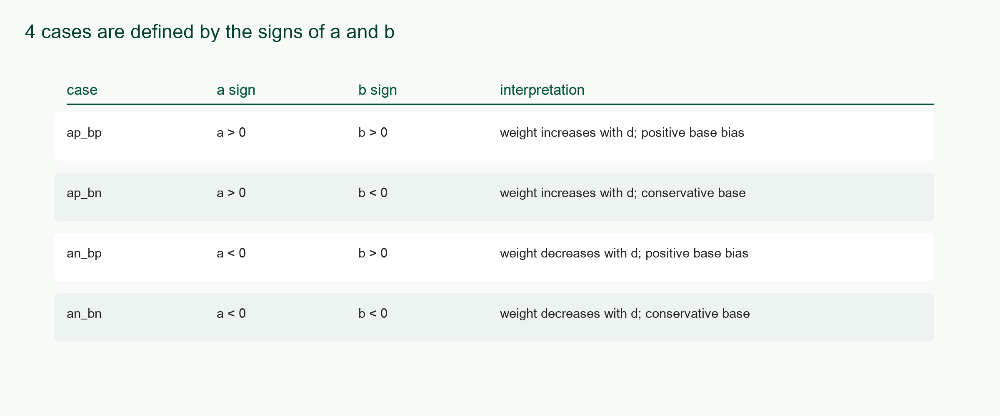 4 cases are defined by the signs of a and b
case a sign b sign interpretation
ap_bp a > 0 b > 0 weight increases with d; positive base bias
ap_bn a > 0 b < 0 weight increases with d; conservative base
an_bp a < 0 b > 0 weight decreases with d; positive base bias
an_bn a < 0 b < 0 weight decreases with d; conservative base